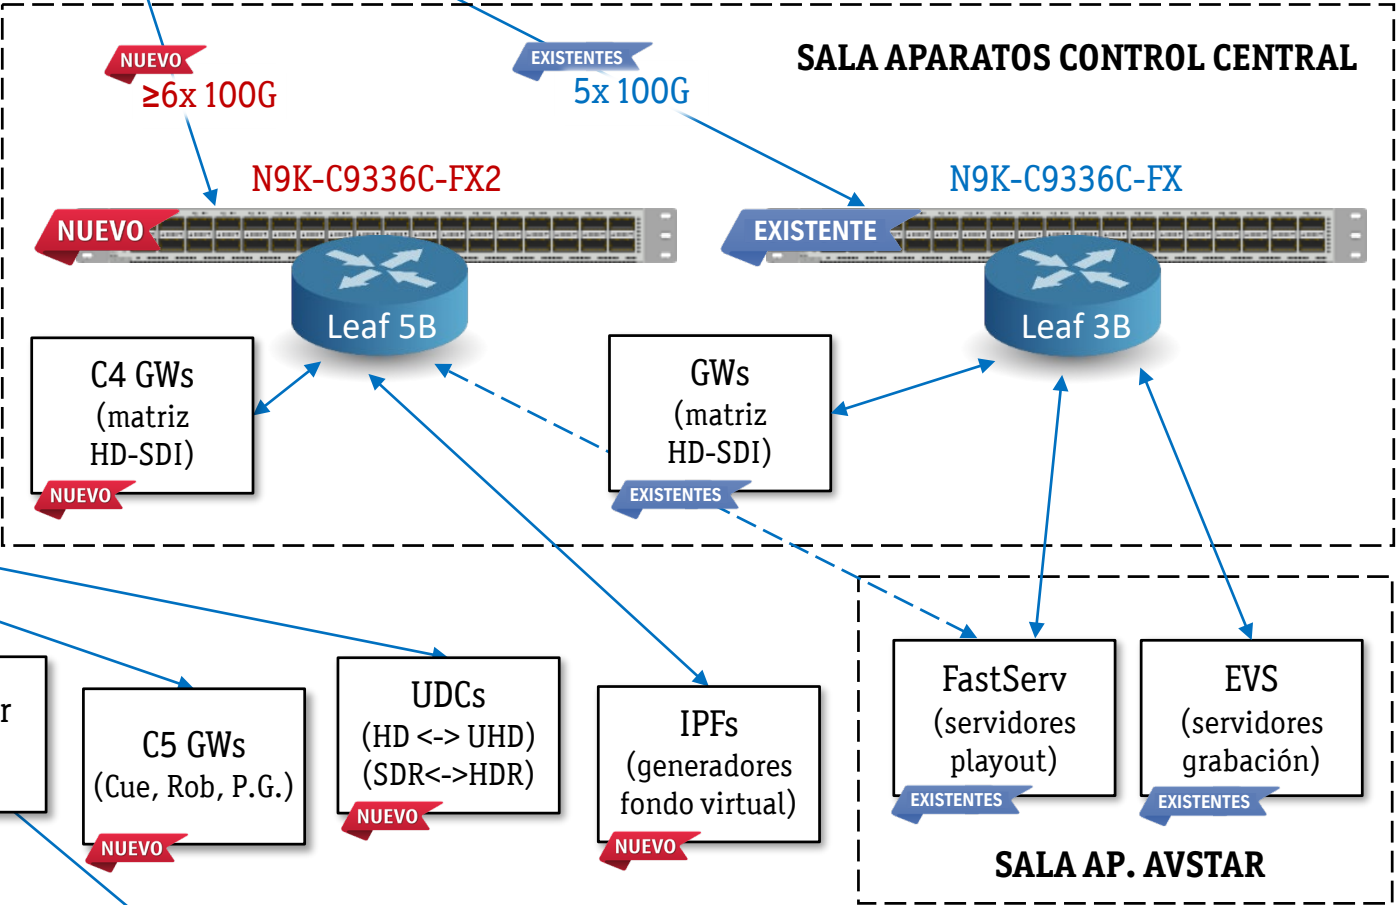 NUEVO
≥6x 100G
EXISTENTES
5x 100G
SALA APARATOS CONTROL CENTRAL
N9K-C9336C-FX2
N9K-C9336C-FX
NUEVO
EXISTENTE
Leaf 5B
Leaf 3B
C4 GWs
(matriz
HD-SDI)
NUEVO
GWs
(matriz
HD-SDI)
EXISTENTES
r
C5 GWs
(Cue, Rob, P.G.)
NUEVO
UDCs
(HD <-> UHD)
(SDR<->HDR)
NUEVO
IPFs
(generadores
fondo virtual)
NUEVO
FastServ
(servidores
playout)
EXISTENTES
EVS
(servidores
grabación)
EXISTENTES
SALA AP. AVSTAR